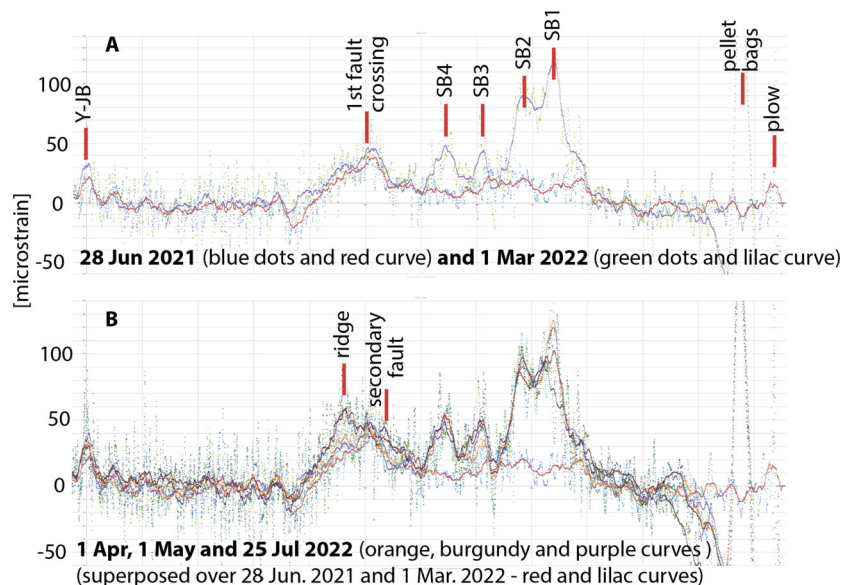 A
Y-JB
1st fault
crossing
SB4
SB3
SB2
SB1
pellet
bags
plow
100
50
0
-50
[microstrain]
28 Jun 2021 (blue dots and red curve) and 1 Mar 2022 (green dots and lilac curve)
B
ridge
secondary
fault
100
50
0
-50
1 Apr, 1 May and 25 Jul 2022 (orange, burgundy and purple curves )
(superposed over 28 Jun. 2021 and 1 Mar. 2022 - red and lilac curves)